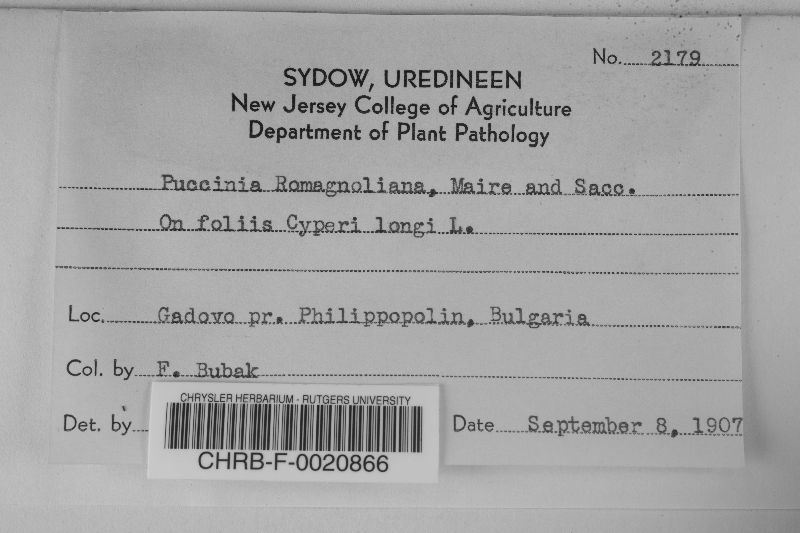 No. 2179
SYDOW, UREDINEEN
New Jersey College of Agriculture
Department of Plant Pathology
Puccinia Romagnoliana, Maire and Sacc.
On foliis Cyperi longi L.
Loc. Gadovo pr. Philippopolin, Bulgaria
Col. by F. Bubak
Det. by
Date September 8, 1907
CHRYSLER HERBARIUM - RUTGERS UNIVERSITY
CHRB-F-0020866